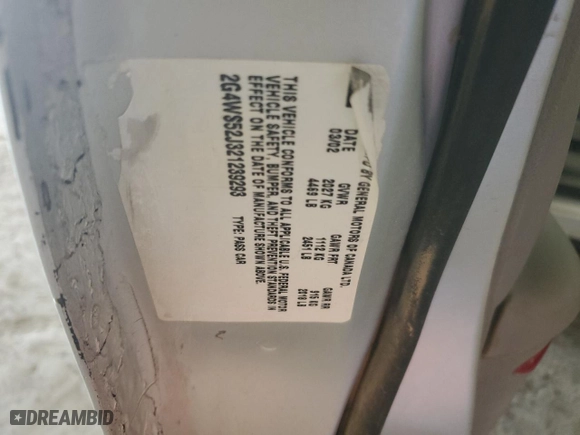 BY GENERAL MOTORS OF CANADA LTD.
DATE GVWR GAWR FRT GAWR RR
03/02 2027 KG 1112 KG 915 KG
4469 LB 2451 LB 2018 LB
THIS VEHICLE CONFORMS TO ALL APPLICABLE U.S. FEDERAL MOTOR
VEHICLE SAFETY, BUMPER, AND THEFT PREVENTION STANDARDS IN
EFFECT ON THE DATE OF MANUFACTURE SHOWN ABOVE.
2G4WS52J321239293 TYPE: PASS CAR
DREAMBID